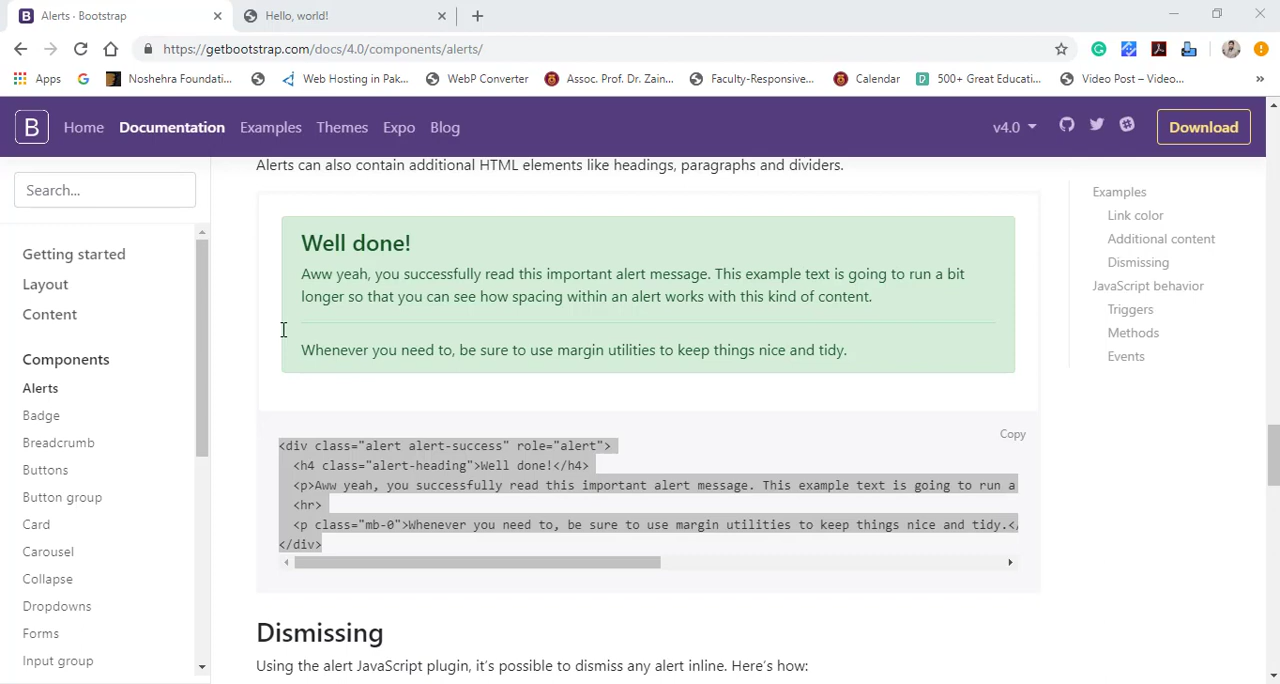 Alerts · Bootstrap
Hello, world!
https://getbootstrap.com/docs/4.0/components/alerts/
Apps
Noshehra Foundati...
Web Hosting in Pak...
WebP Converter
Assoc. Prof. Dr. Zain...
Faculty-Responsive...
Calendar
500+ Great Educati...
Video Post – Video...
»
B
Home
Documentation
Examples
Themes
Expo
Blog
v4.0
Download
Search...
Getting started
Layout
Content
Components
Alerts
Badge
Breadcrumb
Buttons
Button group
Card
Carousel
Collapse
Dropdowns
Forms
Input group
Alerts can also contain additional HTML elements like headings, paragraphs and dividers.
Well done!
Aww yeah, you successfully read this important alert message. This example text is going to run a bit
longer so that you can see how spacing within an alert works with this kind of content.
Whenever you need to, be sure to use margin utilities to keep things nice and tidy.
Copy
<div class="alert alert-success" role="alert">
<h4 class="alert-heading">Well done!</h4>
<p>Aww yeah, you successfully read this important alert message. This example text is going to run a
<hr>
<p class="mb-0">Whenever you need to, be sure to use margin utilities to keep things nice and tidy.</
</div>
Dismissing
Using the alert JavaScript plugin, it's possible to dismiss any alert inline. Here's how:
Examples
Link color
Additional content
Dismissing
JavaScript behavior
Triggers
Methods
Events